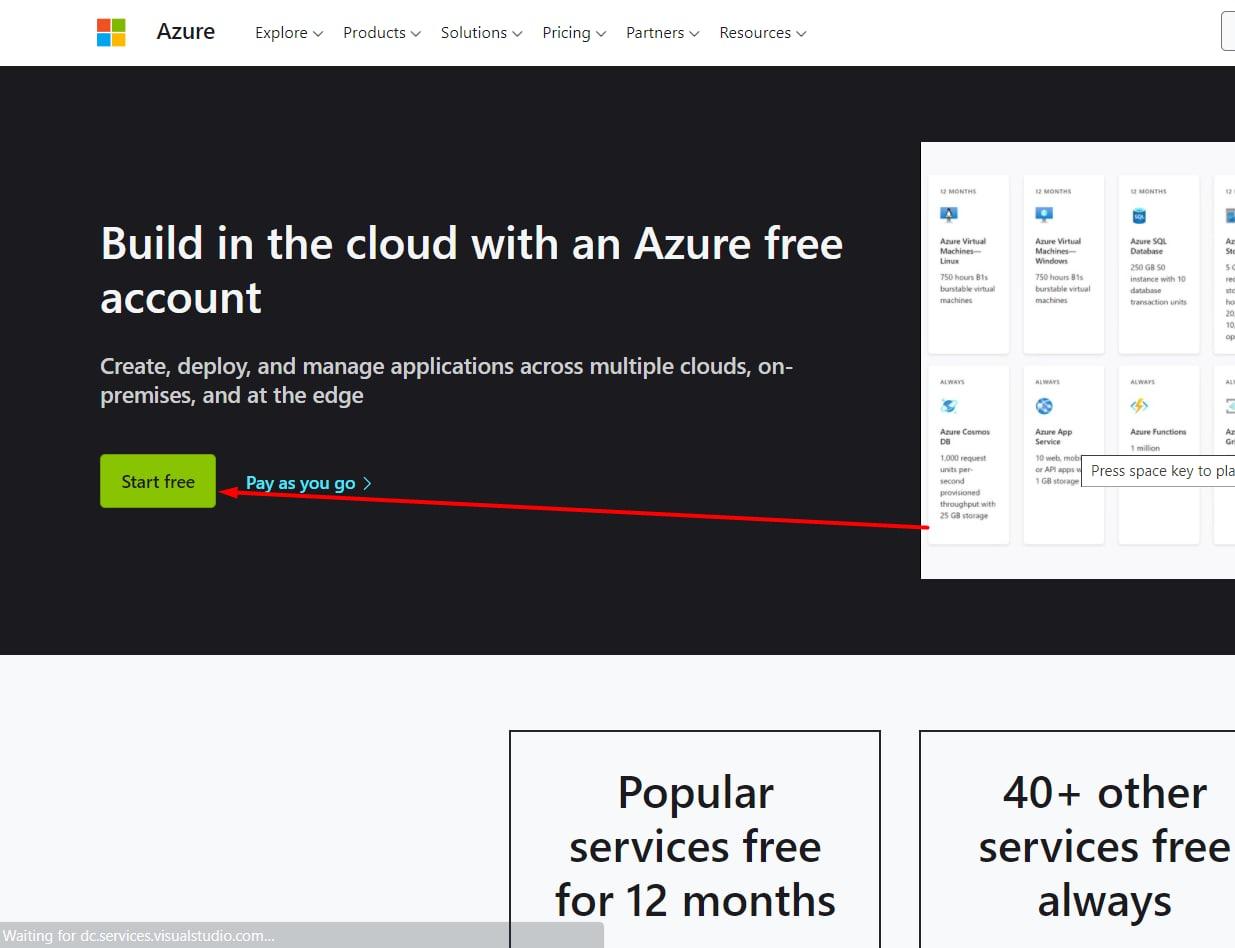 Azure
Explore
Products
Solutions
Pricing
Partners
Resources
Build in the cloud with an Azure free
account
Create, deploy, and manage applications across multiple clouds, on-
premises, and at the edge
Start free
Pay as you go
12 MONTHS
Azure Virtual
Machines—
Linux
750 hours B1s
burstable virtual
machines
12 MONTHS
Azure Virtual
Machines—
Windows
750 hours B1s
burstable virtual
machines
12 MONTHS
SQL
Azure SQL
Database
250 GB S0
instance with 10
database
transaction units
12
ALWAYS
Azure Cosmos
DB
1,000 request
units per-
second
provisioned
throughput with
25 GB storage
ALWAYS
Azure App
Service
10 web, mob
or API apps w
1 GB storage
ALWAYS
Azure Functions
1 million
Press space key to pla
Popular
services free
for 12 months
40+ other
services free
always
Waiting for dc.services.visualstudio.com...